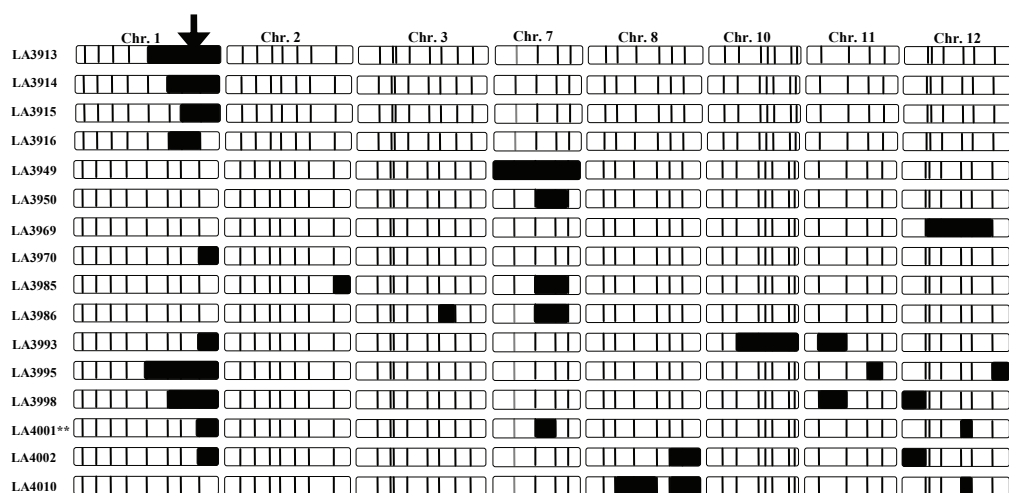 Chr. 1 Chr. 2 Chr. 3 Chr. 7 Chr. 8 Chr. 10 Chr. 11 Chr. 12
LA3913
LA3914
LA3915
LA3916
LA3949
LA3950
LA3969
LA3970
LA3985
LA3986
LA3993
LA3995
LA3998
LA4001**
LA4002
LA4010